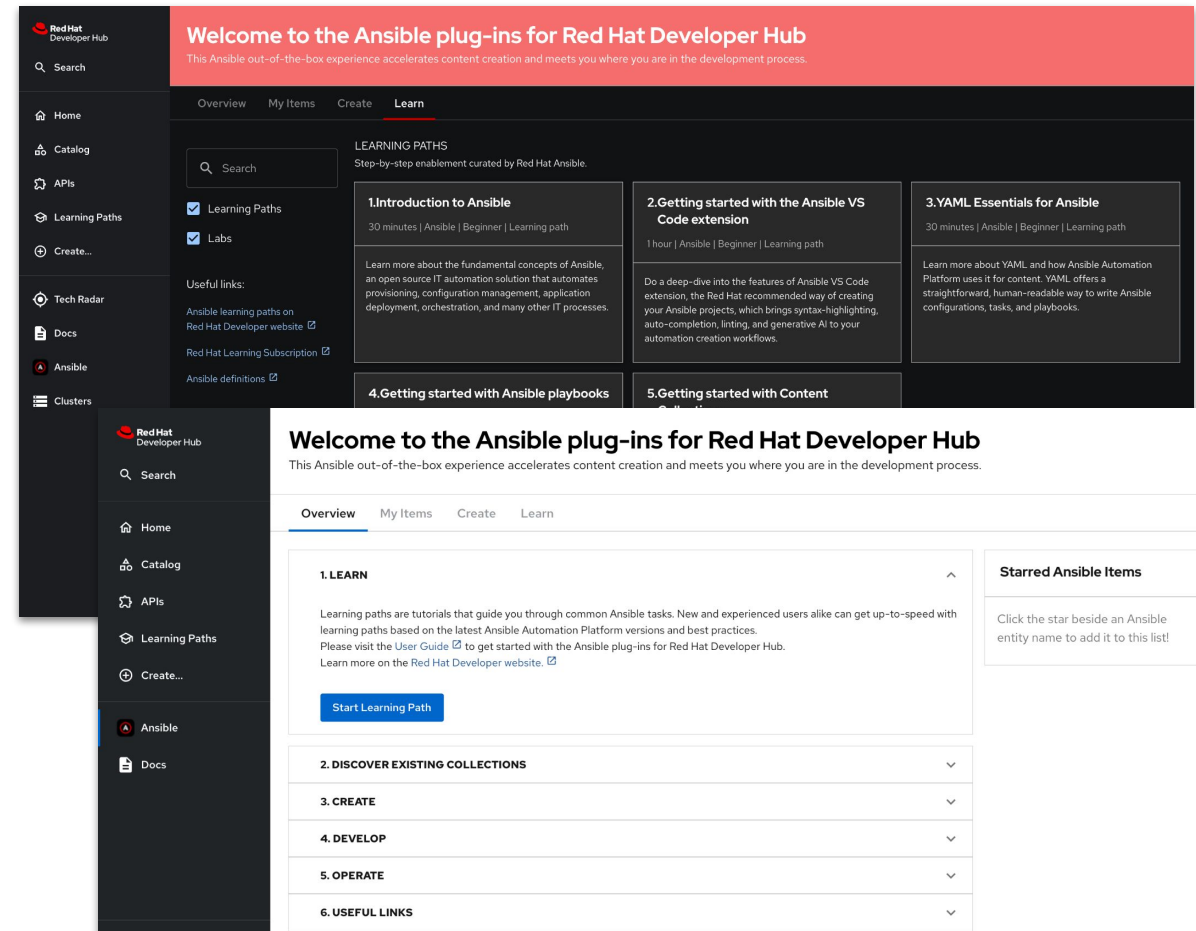 Red Hat
Developer Hub
Search
Home
Catalog
APIs
Learning Paths
Create...
Tech Radar
Docs
Ansible
Clusters
Welcome to the Ansible plug-ins for Red Hat Developer Hub
This Ansible out-of-the-box experience accelerates content creation and meets you where you are in the development process.
Overview My Items Create Learn
Search
Learning Paths
Labs
Useful links:
Ansible learning paths on
Red Hat Developer website
Red Hat Learning Subscription
Ansible definitions
LEARNING PATHS
Step-by-step enablement curated by Red Hat Ansible.
1.Introduction to Ansible
30 minutes | Ansible | Beginner | Learning path
Learn more about the fundamental concepts of Ansible,
an open source IT automation solution that automates
provisioning, configuration management, application
deployment, orchestration, and many other IT processes.
2.Getting started with the Ansible VS
Code extension
1 hour | Ansible | Beginner | Learning path
Do a deep-dive into the features of Ansible VS Code
extension, the Red Hat recommended way of creating
your Ansible projects, which brings syntax-highlighting,
auto-completion, linting, and generative AI to your
automation creation workflows.
3.YAML Essentials for Ansible
30 minutes | Ansible | Beginner | Learning path
Learn more about YAML and how Ansible Automation
Platform uses it for content. YAML offers a
straightforward, human-readable way to write Ansible
configurations, tasks, and playbooks.
4.Getting started with Ansible playbooks
5.Getting started with Content
Red Hat
Developer Hub
Search
Home
Catalog
APIs
Learning Paths
Create...
Ansible
Docs
Welcome to the Ansible plug-ins for Red Hat Developer Hub
This Ansible out-of-the-box experience accelerates content creation and meets you where you are in the development process.
Overview My Items Create Learn
1. LEARN
Learning paths are tutorials that guide you through common Ansible tasks. New and experienced users alike can get up-to-speed with
learning paths based on the latest Ansible Automation Platform versions and best practices.
Please visit the User Guide to get started with the Ansible plug-ins for Red Hat Developer Hub.
Learn more on the Red Hat Developer website.
Start Learning Path
2. DISCOVER EXISTING COLLECTIONS
3. CREATE
4. DEVELOP
5. OPERATE
6. USEFUL LINKS
Starred Ansible Items
Click the star beside an Ansible
entity name to add it to this list!